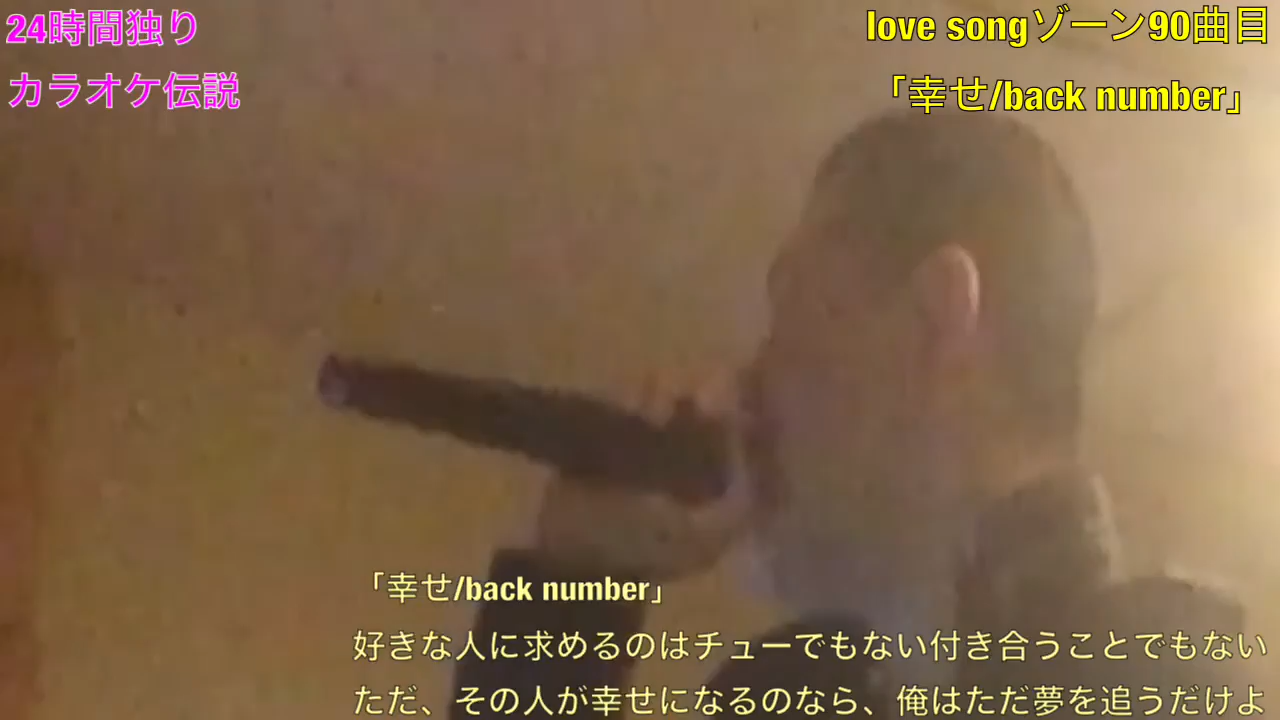 24時間独り
カラオケ伝説
love songゾーン90曲目
「幸せ/back number」
「幸せ/back number」
好きな人に求めるのはチューでもない付き合うことでもない
ただ、その人が幸せになるのなら、俺はただ夢を追うだけよ